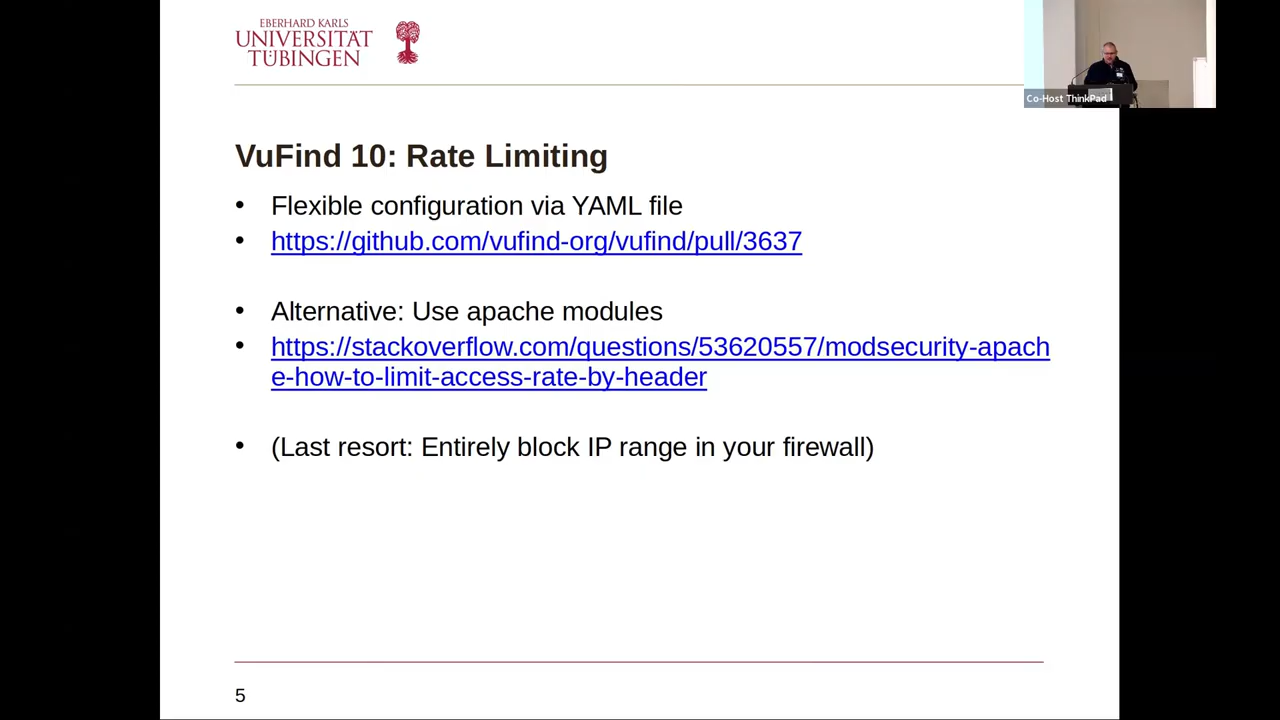 EBERHARD KARLS
UNIVERSITÄT
TÜBINGEN
Co-Host ThinkPad
VuFind 10: Rate Limiting
• Flexible configuration via YAML file
• https://github.com/vufind-org/vufind/pull/3637
• Alternative: Use apache modules
• https://stackoverflow.com/questions/53620557/modsecurity-apach
e-how-to-limit-access-rate-by-header
• (Last resort: Entirely block IP range in your firewall)
5